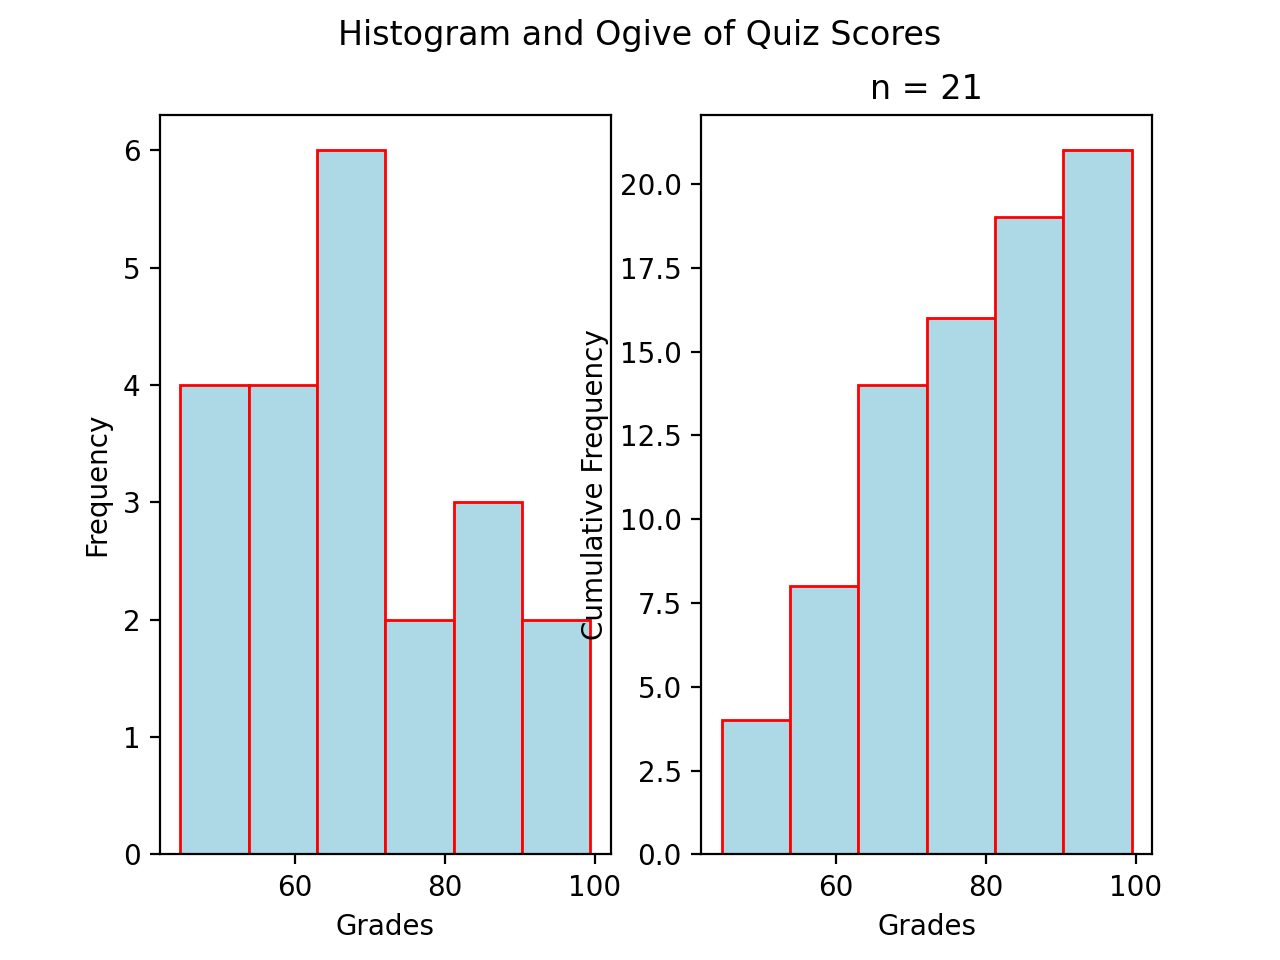 Histogram and Ogive of Quiz Scores
Frequency
6
5
4
3
2
1
0
60 80 100
Grades
n = 21
Cumulative Frequency
20.0
17.5
15.0
12.5
10.0
7.5
5.0
2.5
0.0
60 80 100
Grades